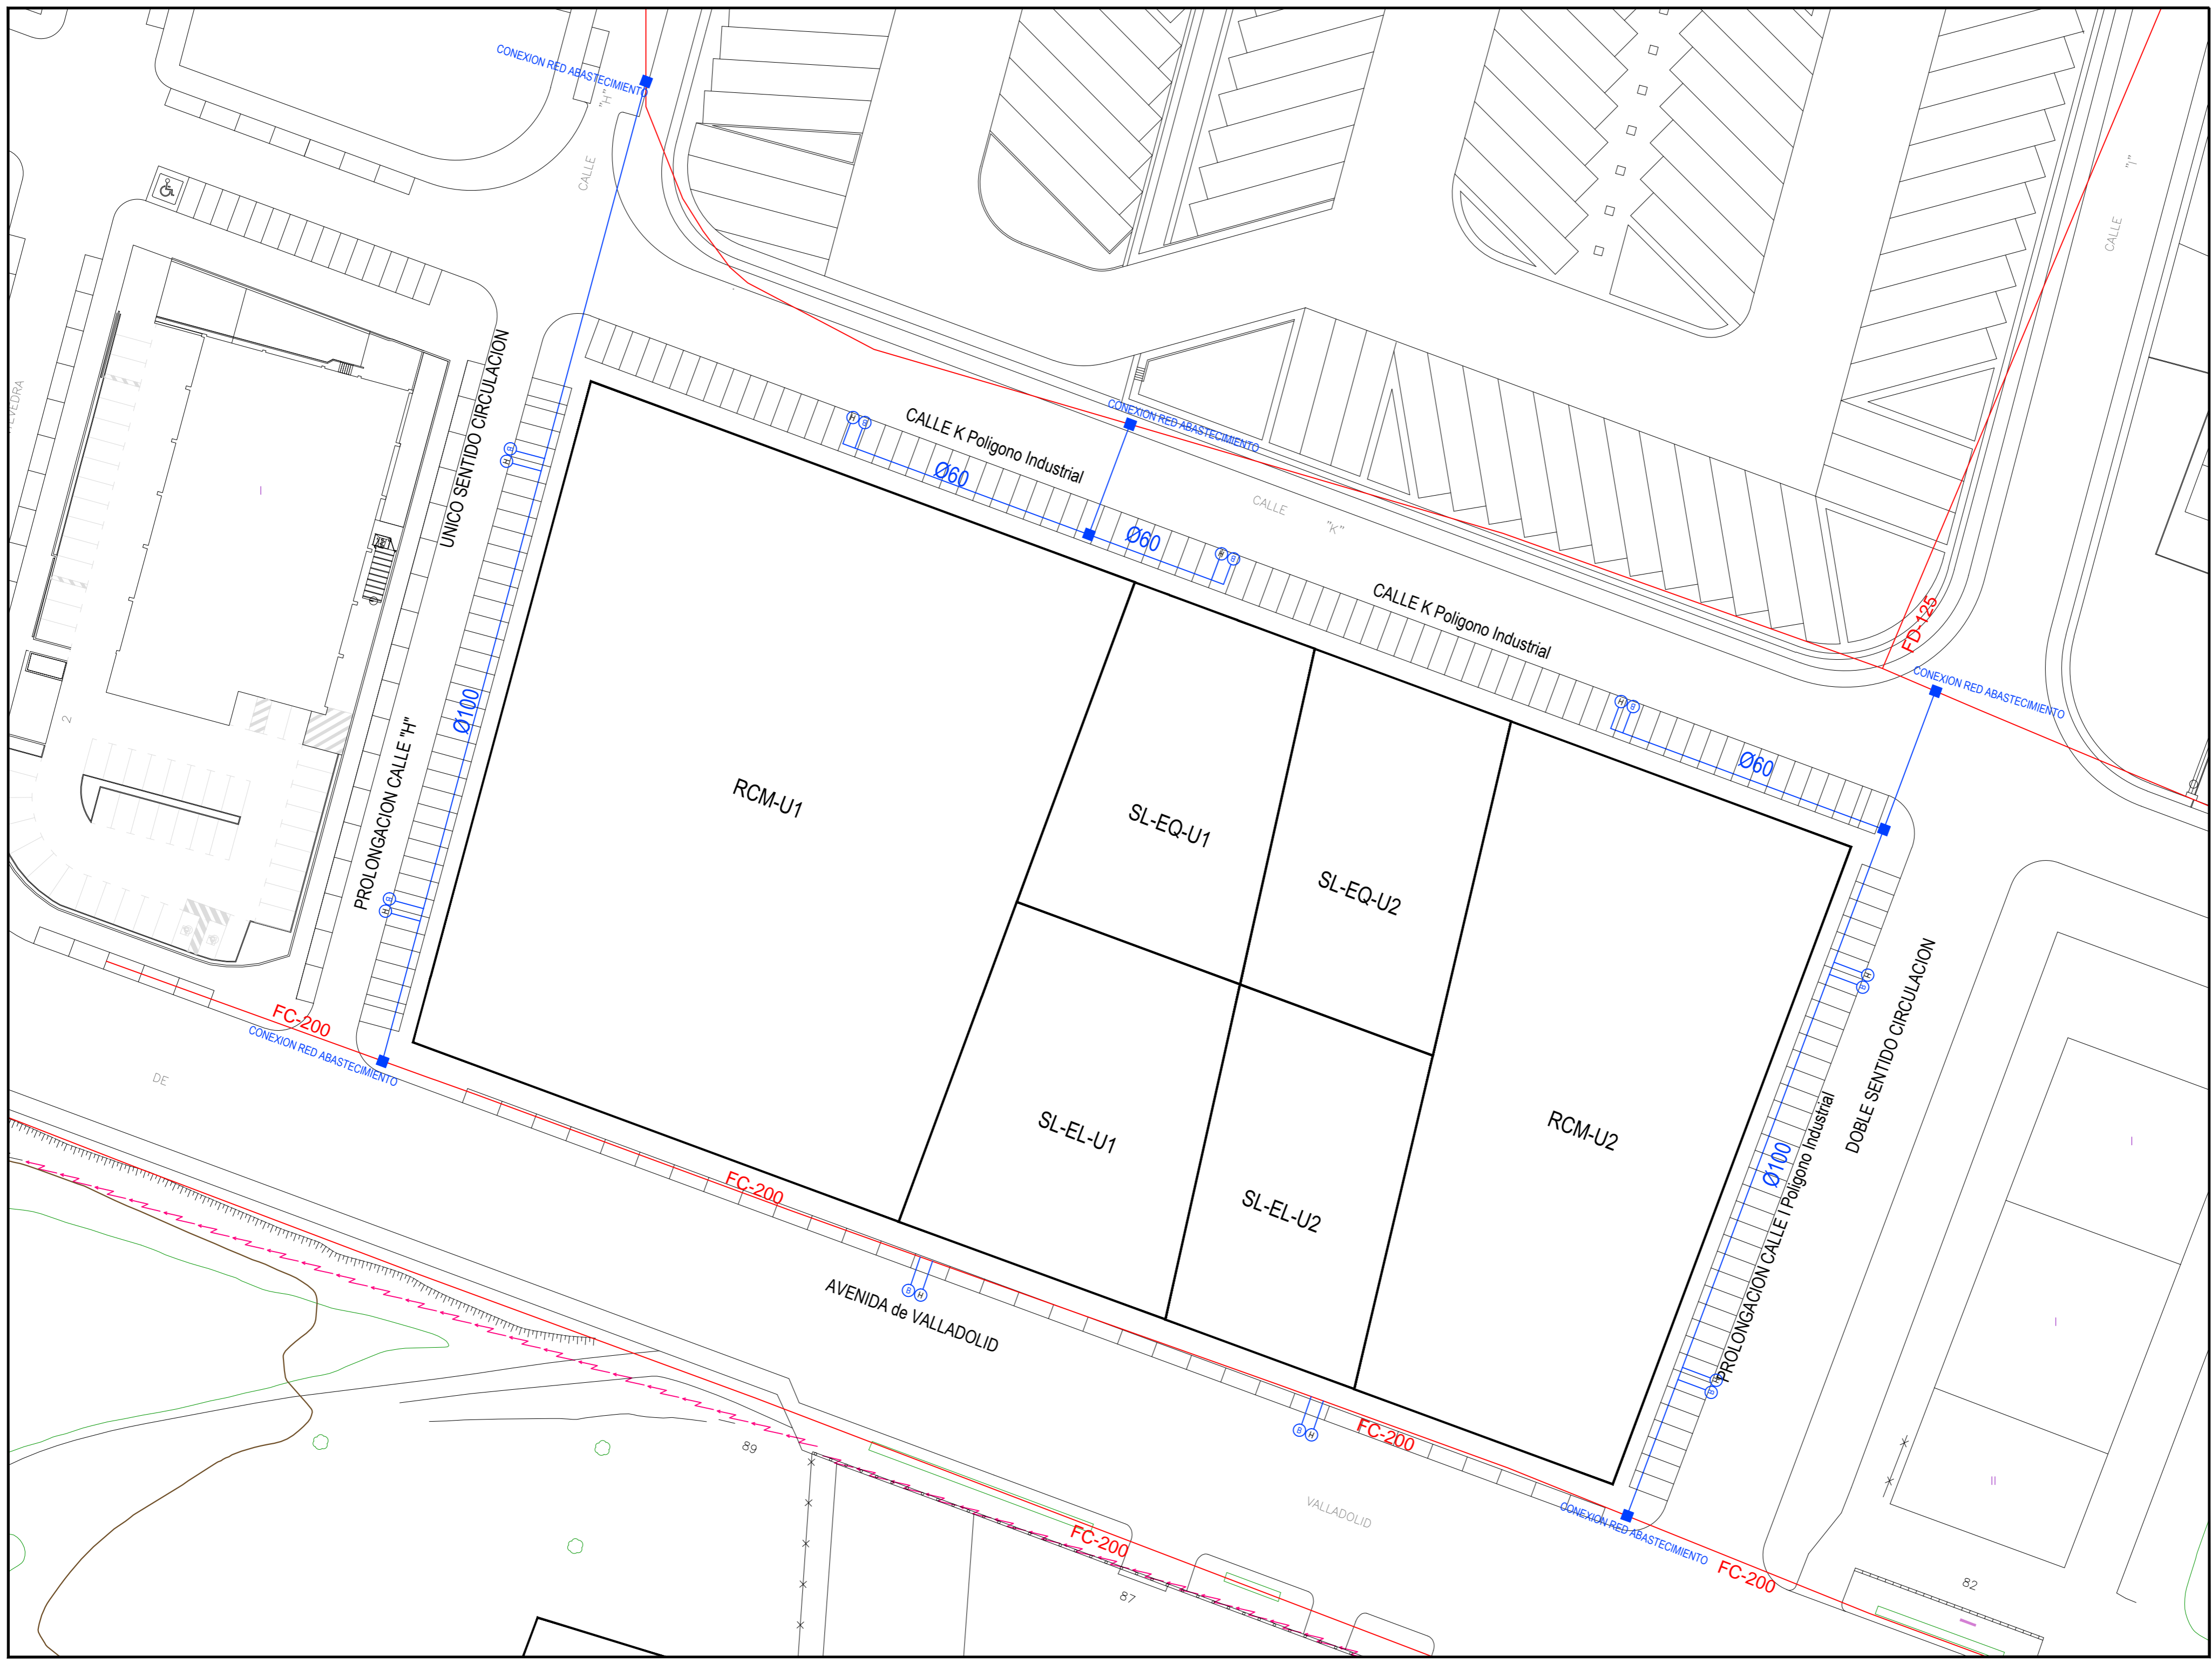 CONEXION RED ABASTECIMIENTO
"H"
CALLE
"I"
CALLE
UNICO SENTIDO CIRCULACION
CALLE K Poligono Industrial
CONEXION RED ABASTECIMIENTO
H
B
Ø60
CALLE
"K"
B
H
I
Ø60
H
B
CALLE K Poligono Industrial
FD-125
CONEXION RED ABASTECIMIENTO
Ø100
H
B
Ø60
2
PROLONGACION CALLE "H"
RCM-U1
SL-EQ-U1
SL-EQ-U2
B
H
H
B
DOBLE SENTIDO CIRCULACION
FC-200
CONEXION RED ABASTECIMIENTO
DE
SL-EL-U1
RCM-U2
Ø100
PROLONGACION CALLE I Poligono Industrial
I
FC-200
SL-EL-U2
B
H
AVENIDA de VALLADOLID
I
H
B
B
H
FC-200
89
II
VALLADOLID
CONEXION RED ABASTECIMIENTO
FC-200
FC-200
87
82